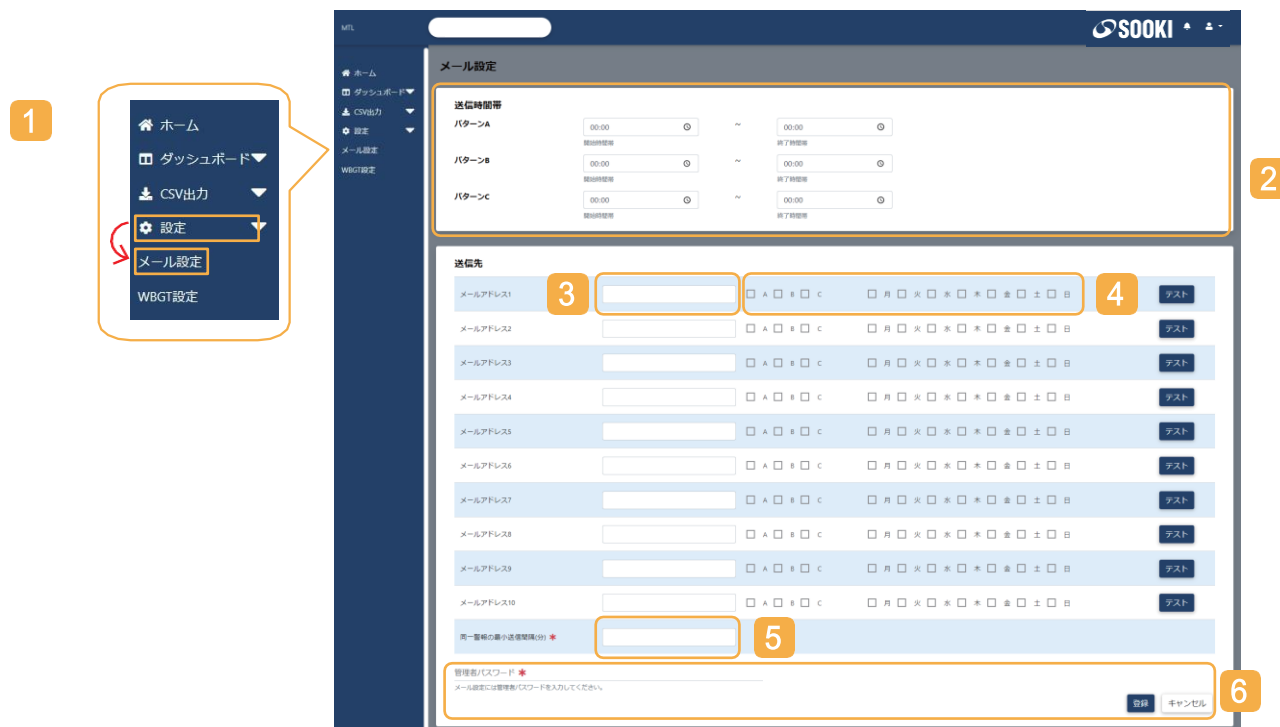 1
ホーム
ダッシュボード
CSV出力
設定
メール設定
WBGT設定
MTL
SOOKI
ホーム
ダッシュボード
CSV出力
設定
メール設定
WBGT設定
メール設定
2
送信時間帯
パターンA 00:00 ~ 00:00
開始時間帯 終了時間帯
パターンB 00:00 ~ 00:00
開始時間帯 終了時間帯
パターンC 00:00 ~ 00:00
開始時間帯 終了時間帯
送信先
メールアドレス1 3 A B C 月 火 水 木 金 土 日 4 テスト
メールアドレス2 A B C 月 火 水 木 金 土 日 テスト
メールアドレス3 A B C 月 火 水 木 金 土 日 テスト
メールアドレス4 A B C 月 火 水 木 金 土 日 テスト
メールアドレス5 A B C 月 火 水 木 金 土 日 テスト
メールアドレス6 A B C 月 火 水 木 金 土 日 テスト
メールアドレス7 A B C 月 火 水 木 金 土 日 テスト
メールアドレス8 A B C 月 火 水 木 金 土 日 テスト
メールアドレス9 A B C 月 火 水 木 金 土 日 テスト
メールアドレス10 A B C 月 火 水 木 金 土 日 テスト
同一警報の最小送信間隔(分) * 5
管理者パスワード *
メール設定には管理者パスワードを入力してください。
登録 キャンセル 6